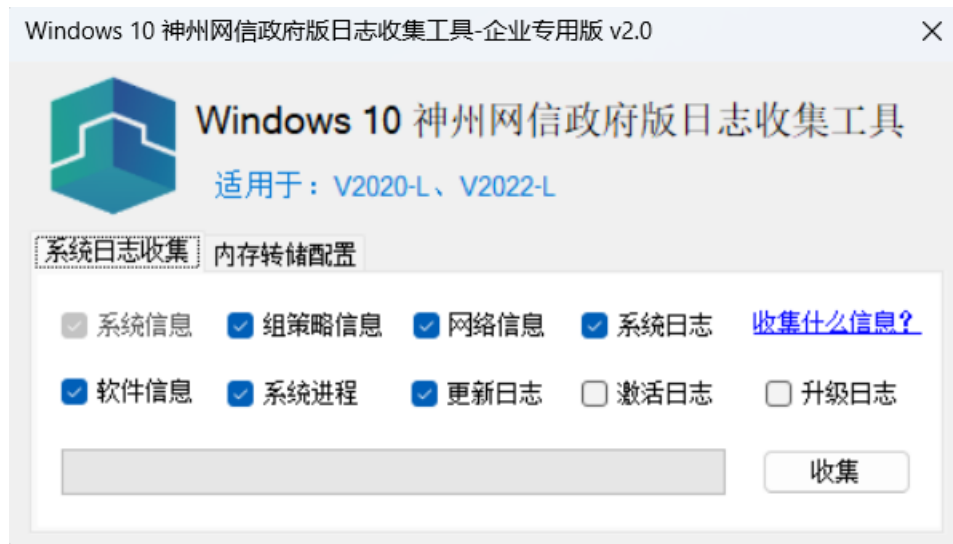 Windows 10 神州网信政府版日志收集工具-企业专用版 v2.0
Windows 10 神州网信政府版日志收集工具
适用于：V2020-L、V2022-L
系统日志收集 内存转储配置
系统信息 组策略信息 网络信息 系统日志 收集什么信息？
软件信息 系统进程 更新日志 激活日志 升级日志
收集